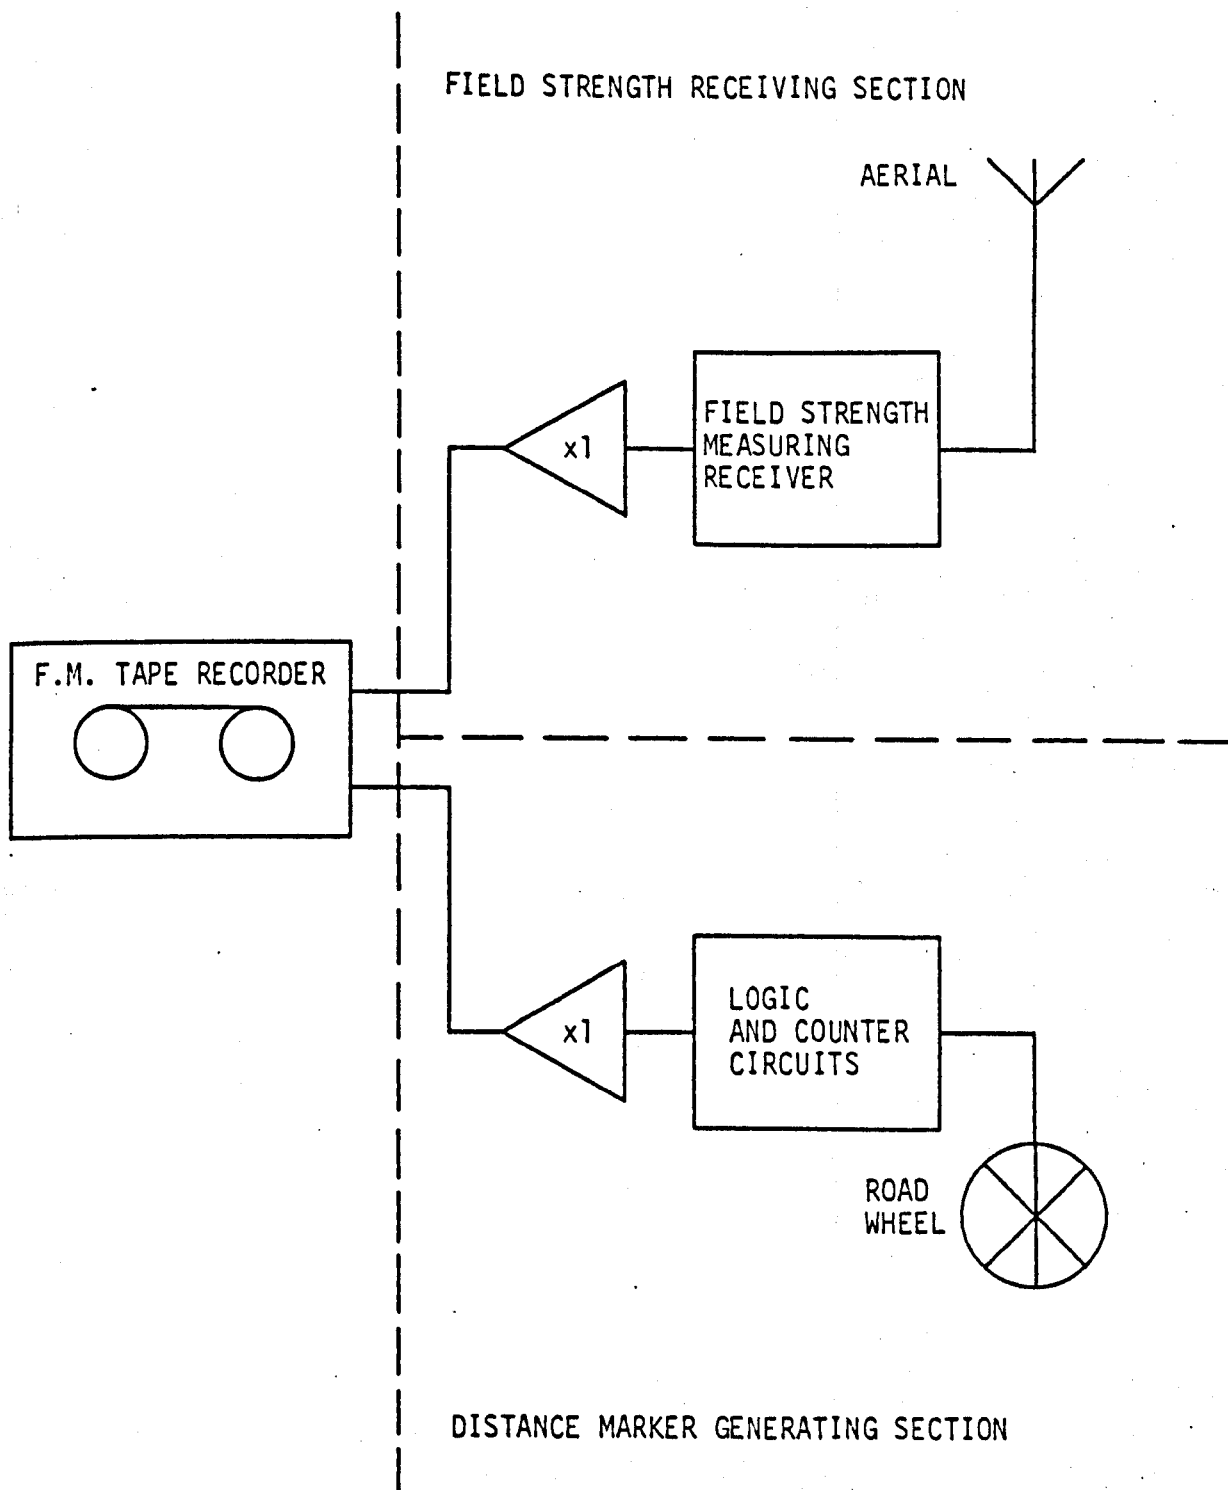 FIELD STRENGTH RECEIVING SECTION
AERIAL
FIELD STRENGTH
MEASURING
RECEIVER
x1
F.M. TAPE RECORDER
LOGIC
AND COUNTER
CIRCUITS
x1
ROAD
WHEEL
DISTANCE MARKER GENERATING SECTION